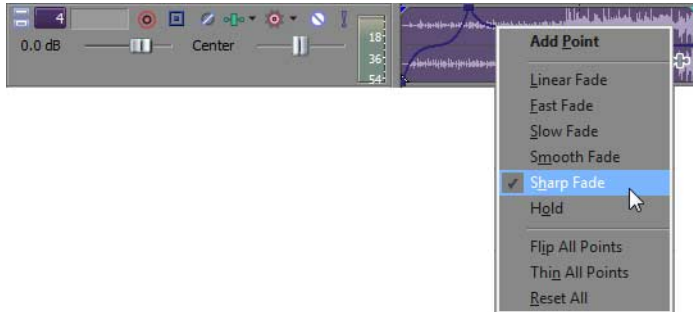 4
0.0 dB
Center
18
36
54
Add Point
Linear Fade
Fast Fade
Slow Fade
Smooth Fade
Sharp Fade
Hold
Flip All Points
Thin All Points
Reset All